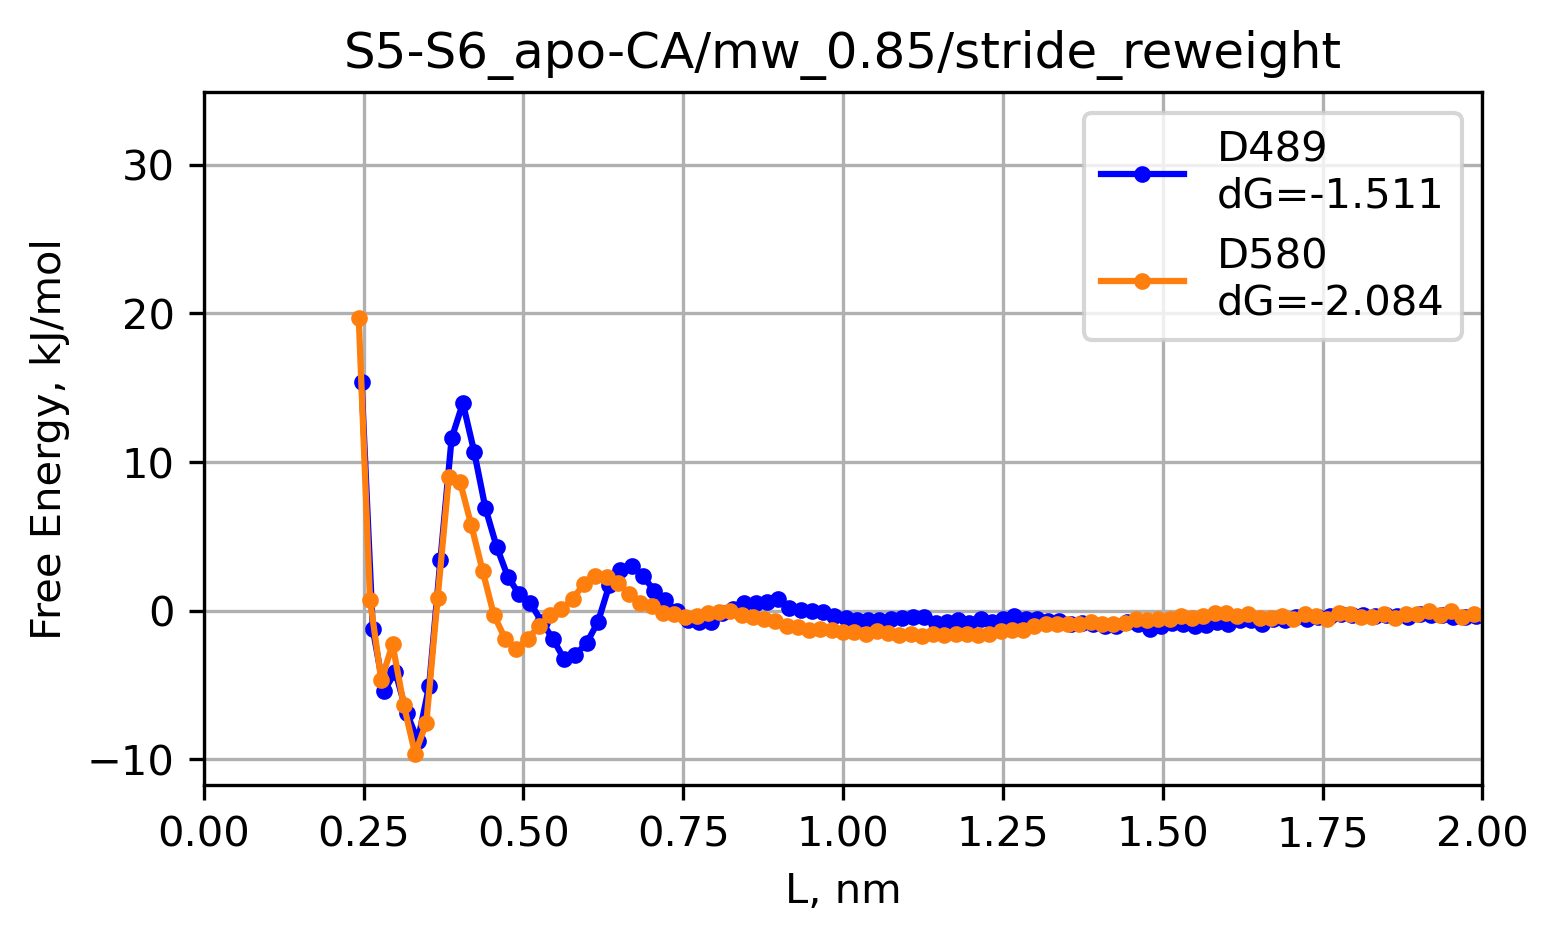 S5-S6_apo-CA/mw_0.85/stride_reweight
D489
dG=-1.511
D580
dG=-2.084
Free Energy, kJ/mol
30
20
10
0
−10
0.00 0.25 0.50 0.75 1.00 1.25 1.50 1.75 2.00
L, nm